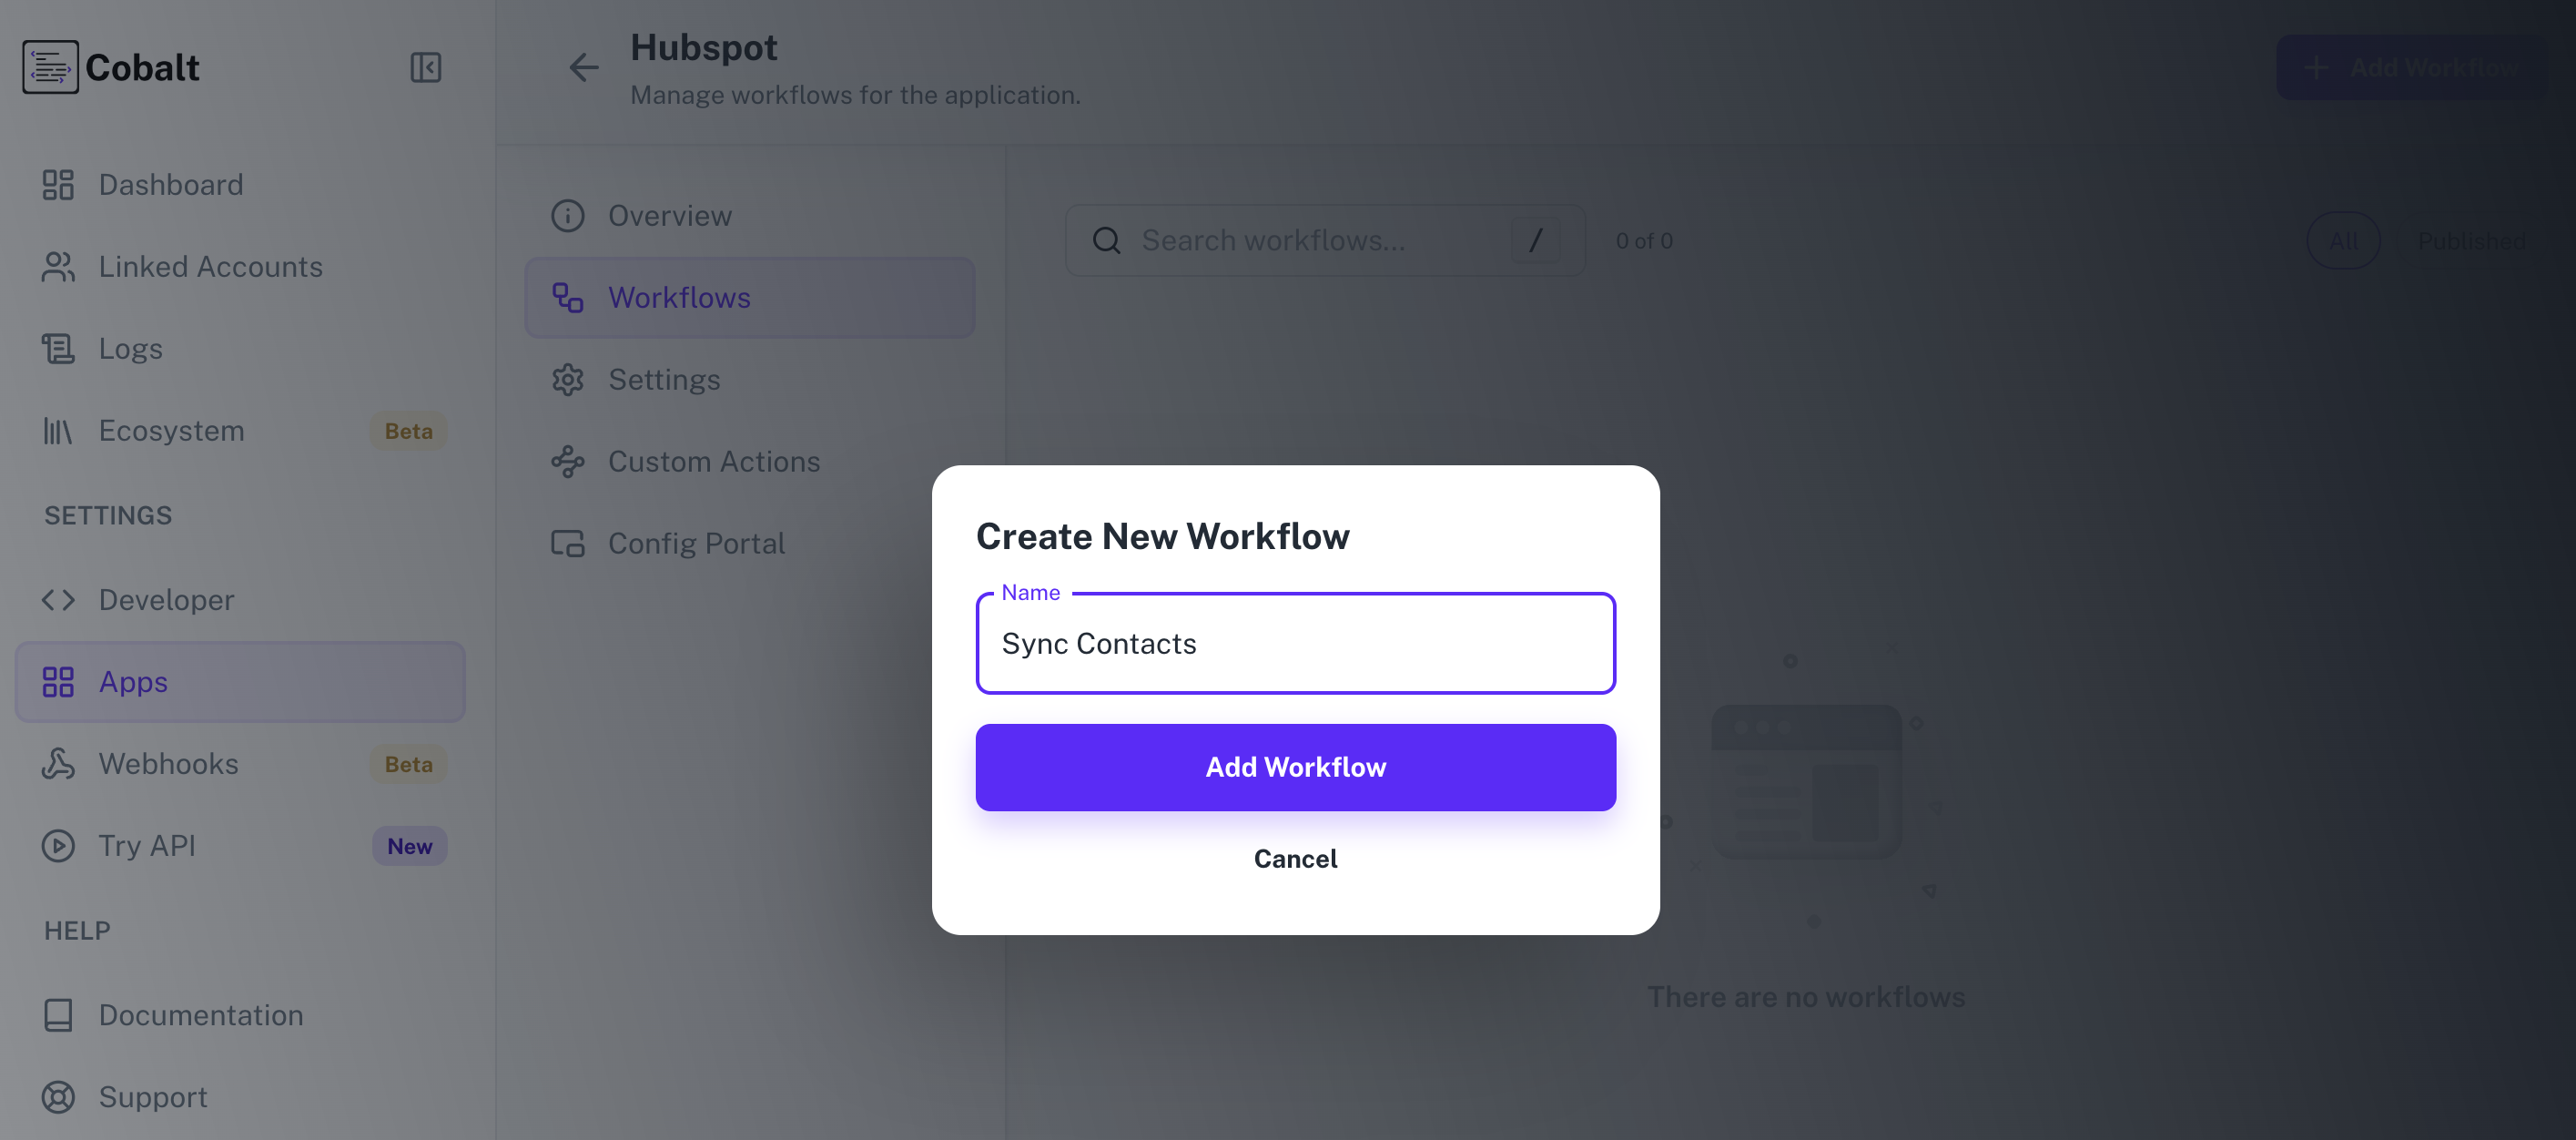 Cobalt
Dashboard
Linked Accounts
Logs
Ecosystem
Beta
SETTINGS
Developer
Apps
Webhooks
Beta
Try API
New
HELP
Documentation
Support
Hubspot
Manage workflows for the application.
Add Workflow
Overview
Workflows
Settings
Custom Actions
Config Portal
Search workflows...
/
0 of 0
All
Published
Create New Workflow
Name
Sync Contacts
Add Workflow
Cancel
There are no workflows